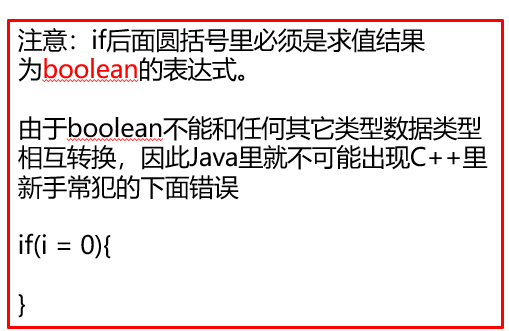 注意：if后面圆括号里必须是求值结果
为boolean的表达式。
由于boolean不能和任何其它类型数据类型
相互转换，因此Java里就不可能出现C++里
新手常犯的下面错误
if(i = 0){
}